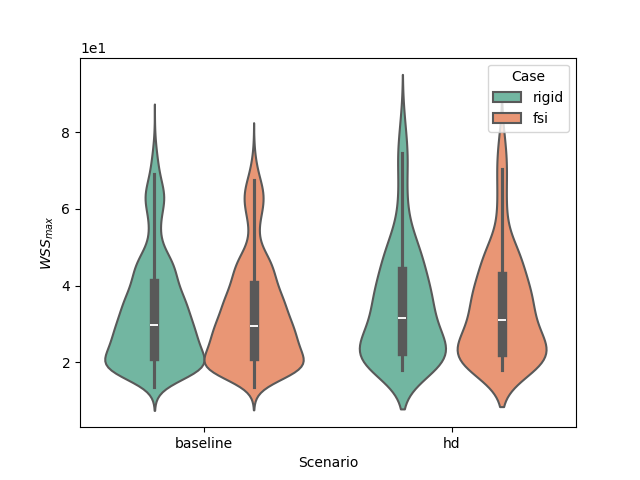 1e1
Case
rigid
fsi
8
6
4
2
WSS_max
baseline
hd
Scenario